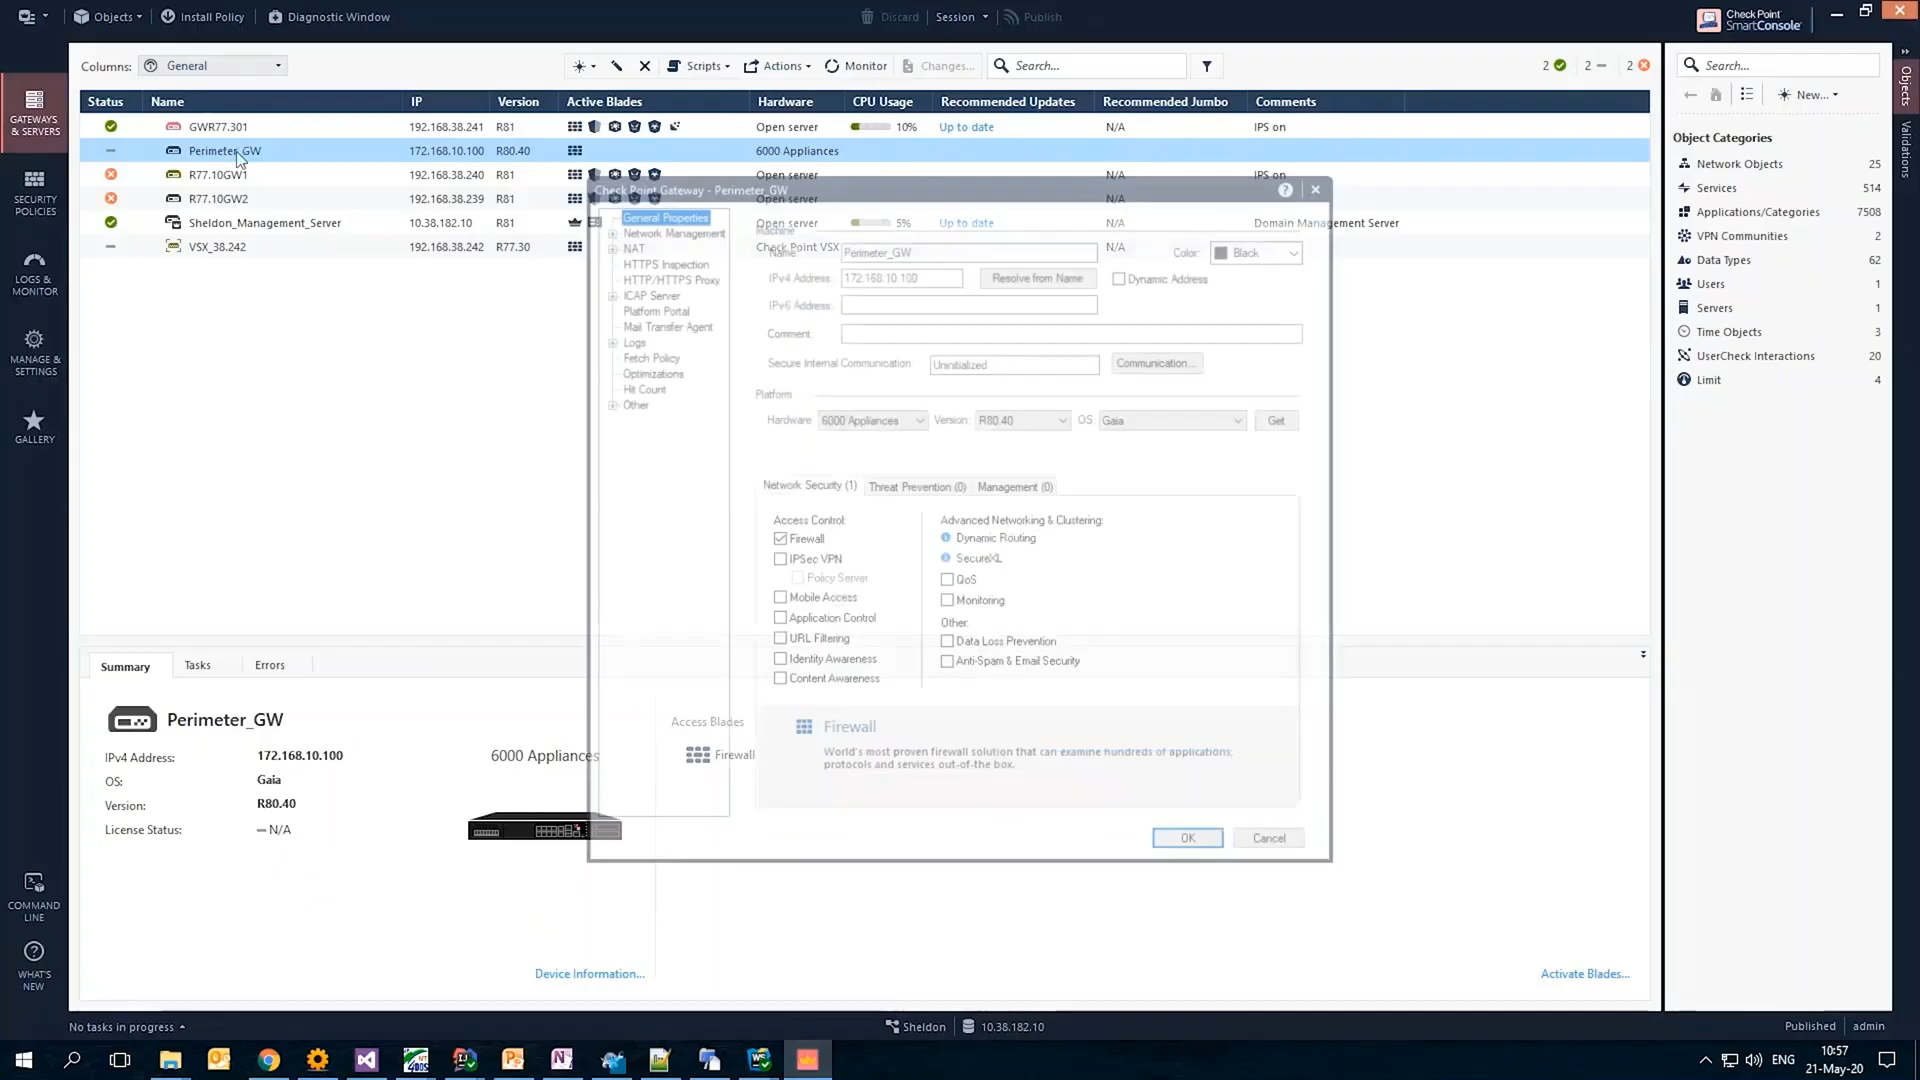 Objects
Install Policy
Diagnostic Window
Discard
Session
Publish
Check Point
SmartConsole
GATEWAYS
& SERVERS
SECURITY
POLICIES
LOGS &
MONITOR
MANAGE &
SETTINGS
GALLERY
COMMAND
LINE
WHAT'S
NEW
Columns: General
Scripts
Actions
Monitor
Changes...
Search...
2
2
2
Status Name IP Version Active Blades Hardware CPU Usage Recommended Updates Recommended Jumbo Comments
GWR77.301 192.168.38.241 R81 Open server 10% Up to date N/A IPS on
Perimeter_GW 172.168.10.100 R80.40 6000 Appliances
R77.10GW1 192.168.38.240 R81 Open server N/A IPS on
R77.10GW2 192.168.38.239 R81
Sheldon_Management_Server 10.38.182.10 R81 Open server 5% Up to date N/A Domain Management Server
VSX_38.242 192.168.38.242 R77.30 Check Point VSX N/A
Check Point Gateway - Perimeter_GW
General Properties
Network Management
NAT
HTTPS Inspection
HTTP/HTTPS Proxy
ICAP Server
Platform Portal
Mail Transfer Agent
Logs
Fetch Policy
Optimizations
Hit Count
Other
Machine
Name: Perimeter_GW Color: Black
IPv4 Address: 172.168.10.100 Resolve from Name Dynamic Address
IPv6 Address:
Comment:
Secure Internal Communication: Uninitialized Communication...
Platform
Hardware: 6000 Appliances Version: R80.40 OS: Gaia Get
Network Security (1) Threat Prevention (0) Management (0)
Access Control:
Firewall
IPSec VPN
Policy Server
Mobile Access
Application Control
URL Filtering
Identity Awareness
Content Awareness
Advanced Networking & Clustering:
Dynamic Routing
SecureXL
QoS
Monitoring
Other:
Data Loss Prevention
Anti-Spam & Email Security
Firewall
World's most proven firewall solution that can examine hundreds of applications,
protocols and services out-of-the box.
OK
Cancel
Summary Tasks Errors
Perimeter_GW
IPv4 Address: 172.168.10.100
OS: Gaia
Version: R80.40
License Status: N/A
6000 Appliances
Access Blades
Firewall
Device Information...
Activate Blades...
Search...
New...
Object Categories
Network Objects 25
Services 514
Applications/Categories 7508
VPN Communities 2
Data Types 62
Users 1
Servers 1
Time Objects 3
UserCheck Interactions 20
Limit 4
Objects
Validations
No tasks in progress
Sheldon
10.38.182.10
Published
admin
ENG
10:57
21-May-20